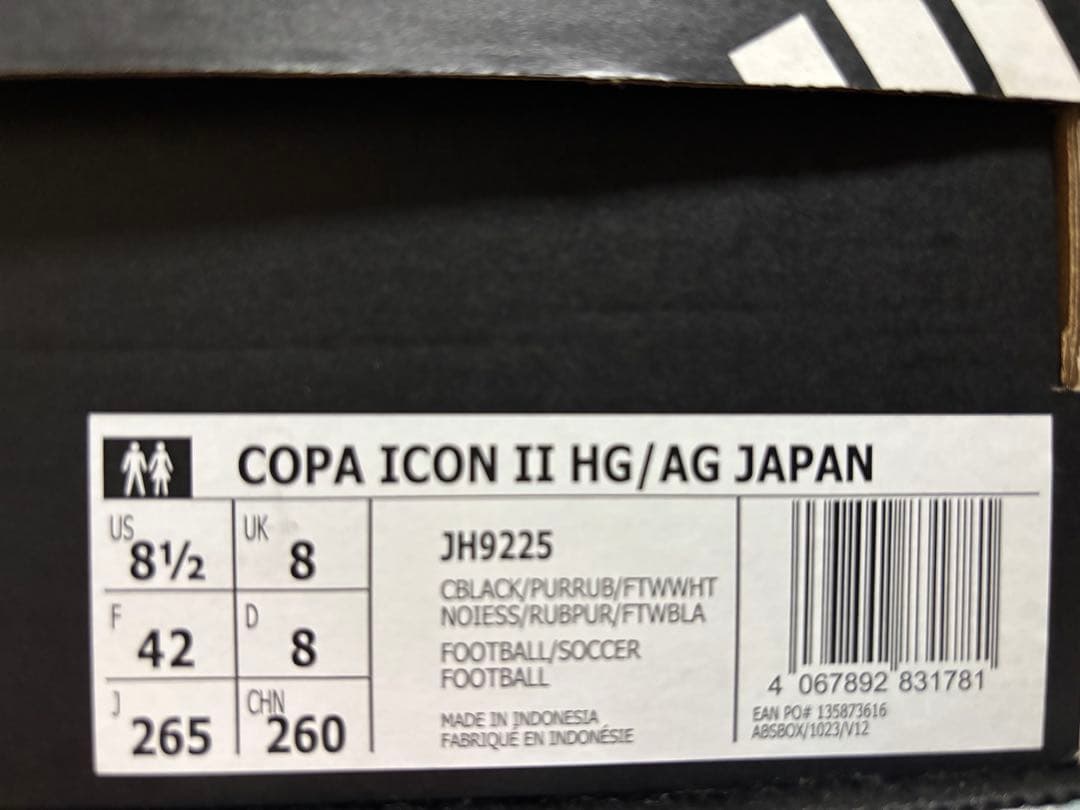 COPA ICON II HG/AG JAPAN
US 8½ UK 8
F 42 D 8
J 265 CHN 260
JH9225
CBLACK/PURRUB/FTWWHT
NOIESS/RUBPUR/FTWBLA
FOOTBALL/SOCCER
FOOTBALL
MADE IN INDONESIA
FABRIQUÉ EN INDONÉSIE
4 067892 831781
EAN PO# 135873616
ABSBOX/1023/V12